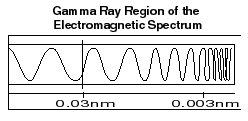 Gamma Ray Region of the
Electromagnetic Spectrum
0.03nm 0.003nm